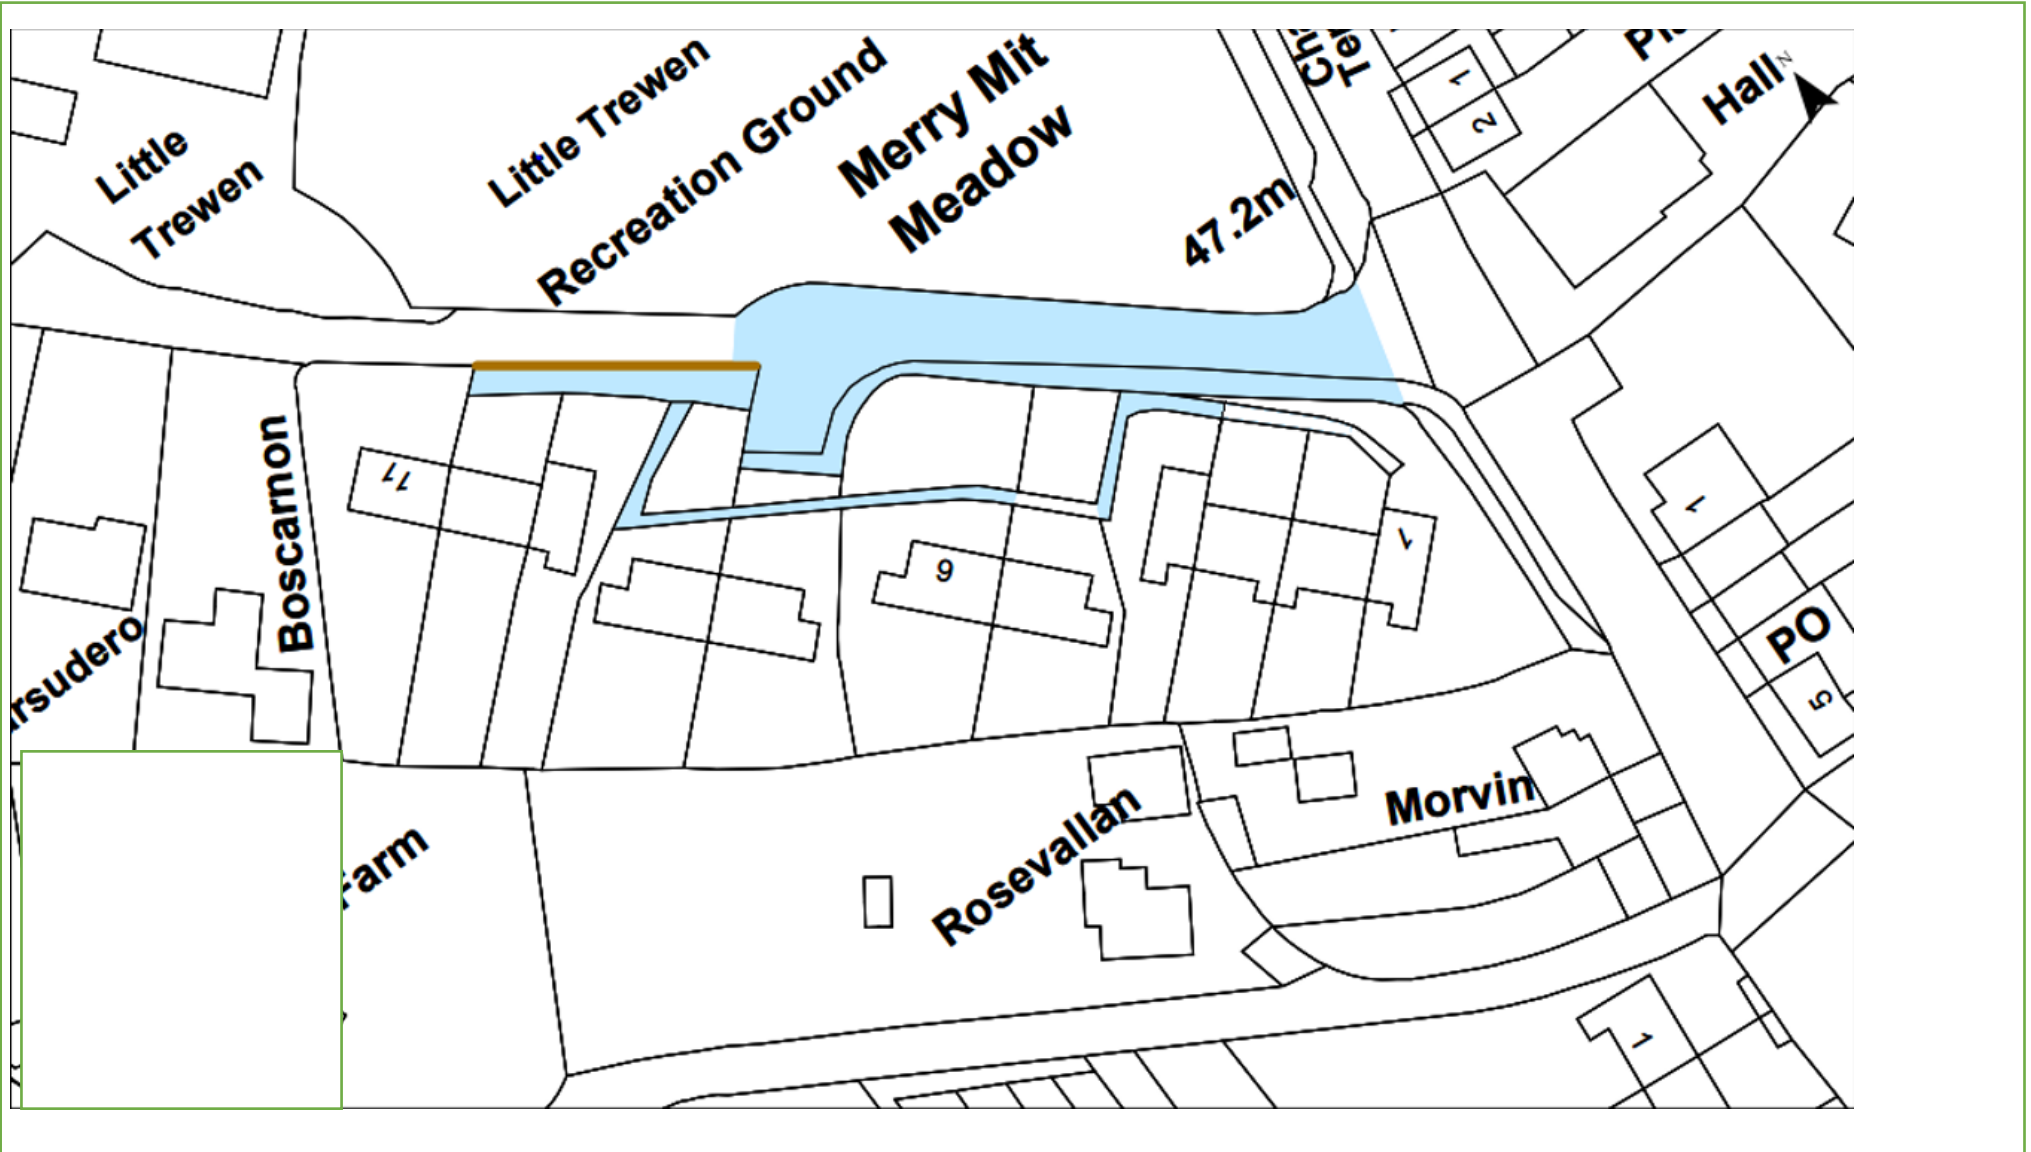 Little
Trewen
Little Trewen
Recreation Ground
Merry Mit
Meadow
47.2m
1
2
Hall
N
Boscarnon
11
9
1
1
PO
5
Farm
Rosevallan
Morvin
1